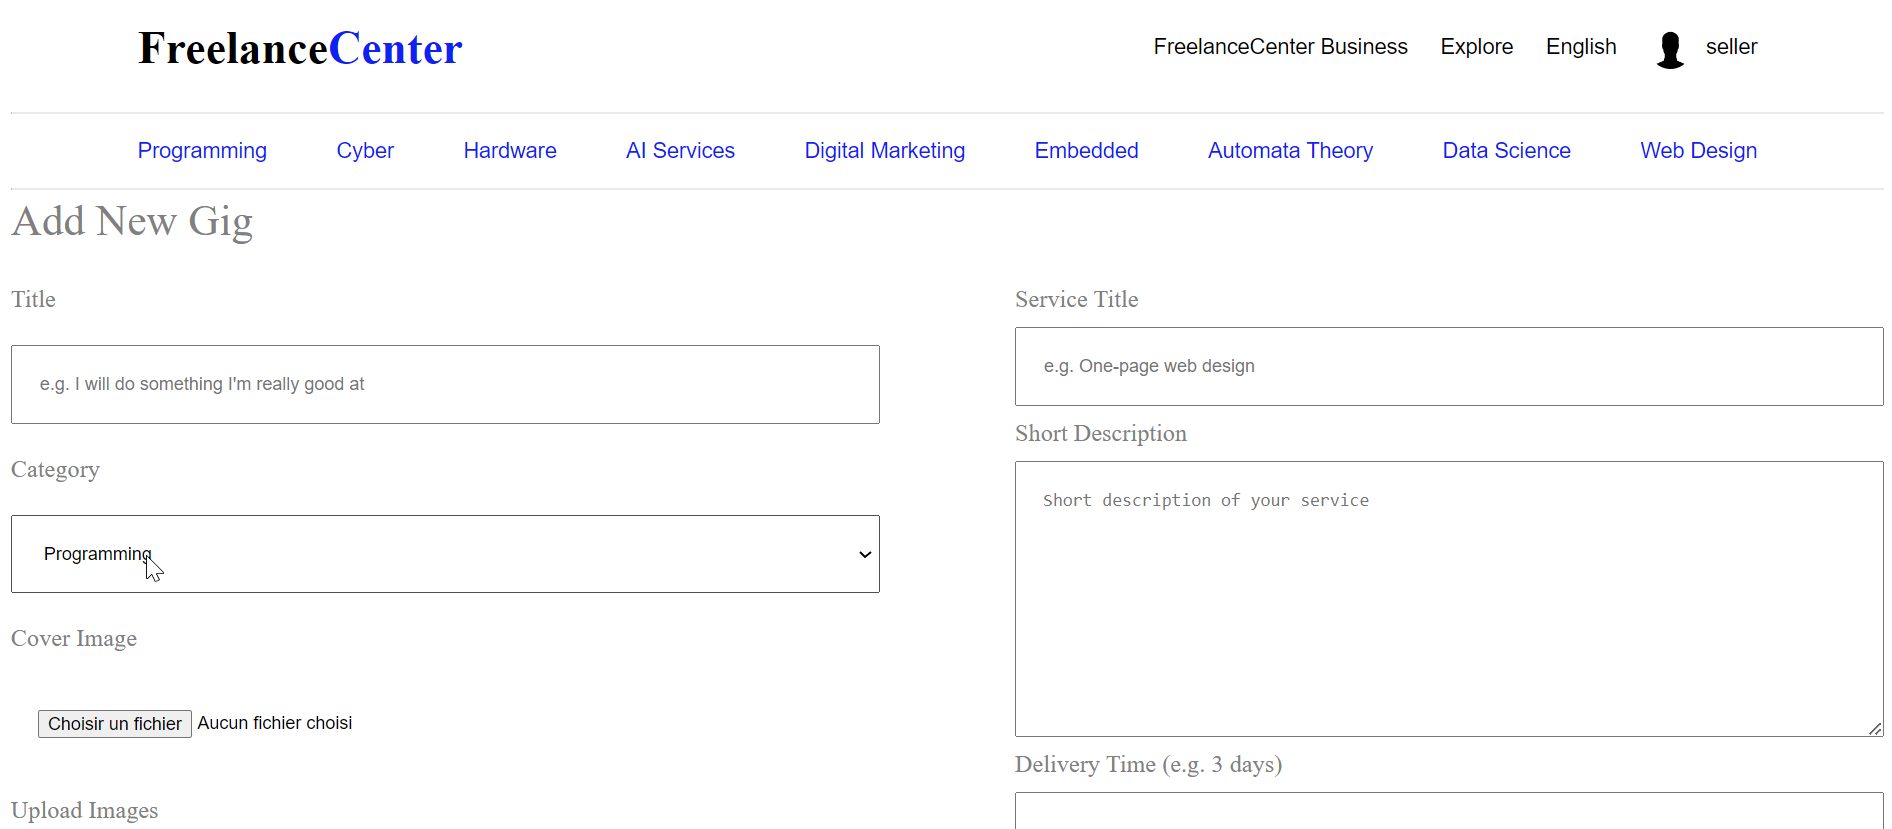 FreelanceCenter
FreelanceCenter Business Explore English seller
Programming Cyber Hardware AI Services Digital Marketing Embedded Automata Theory Data Science Web Design
Add New Gig
Title
e.g. I will do something I'm really good at
Category
Programming
Cover Image
Choisir un fichier Aucun fichier choisi
Upload Images
Service Title
e.g. One-page web design
Short Description
Short description of your service
Delivery Time (e.g. 3 days)